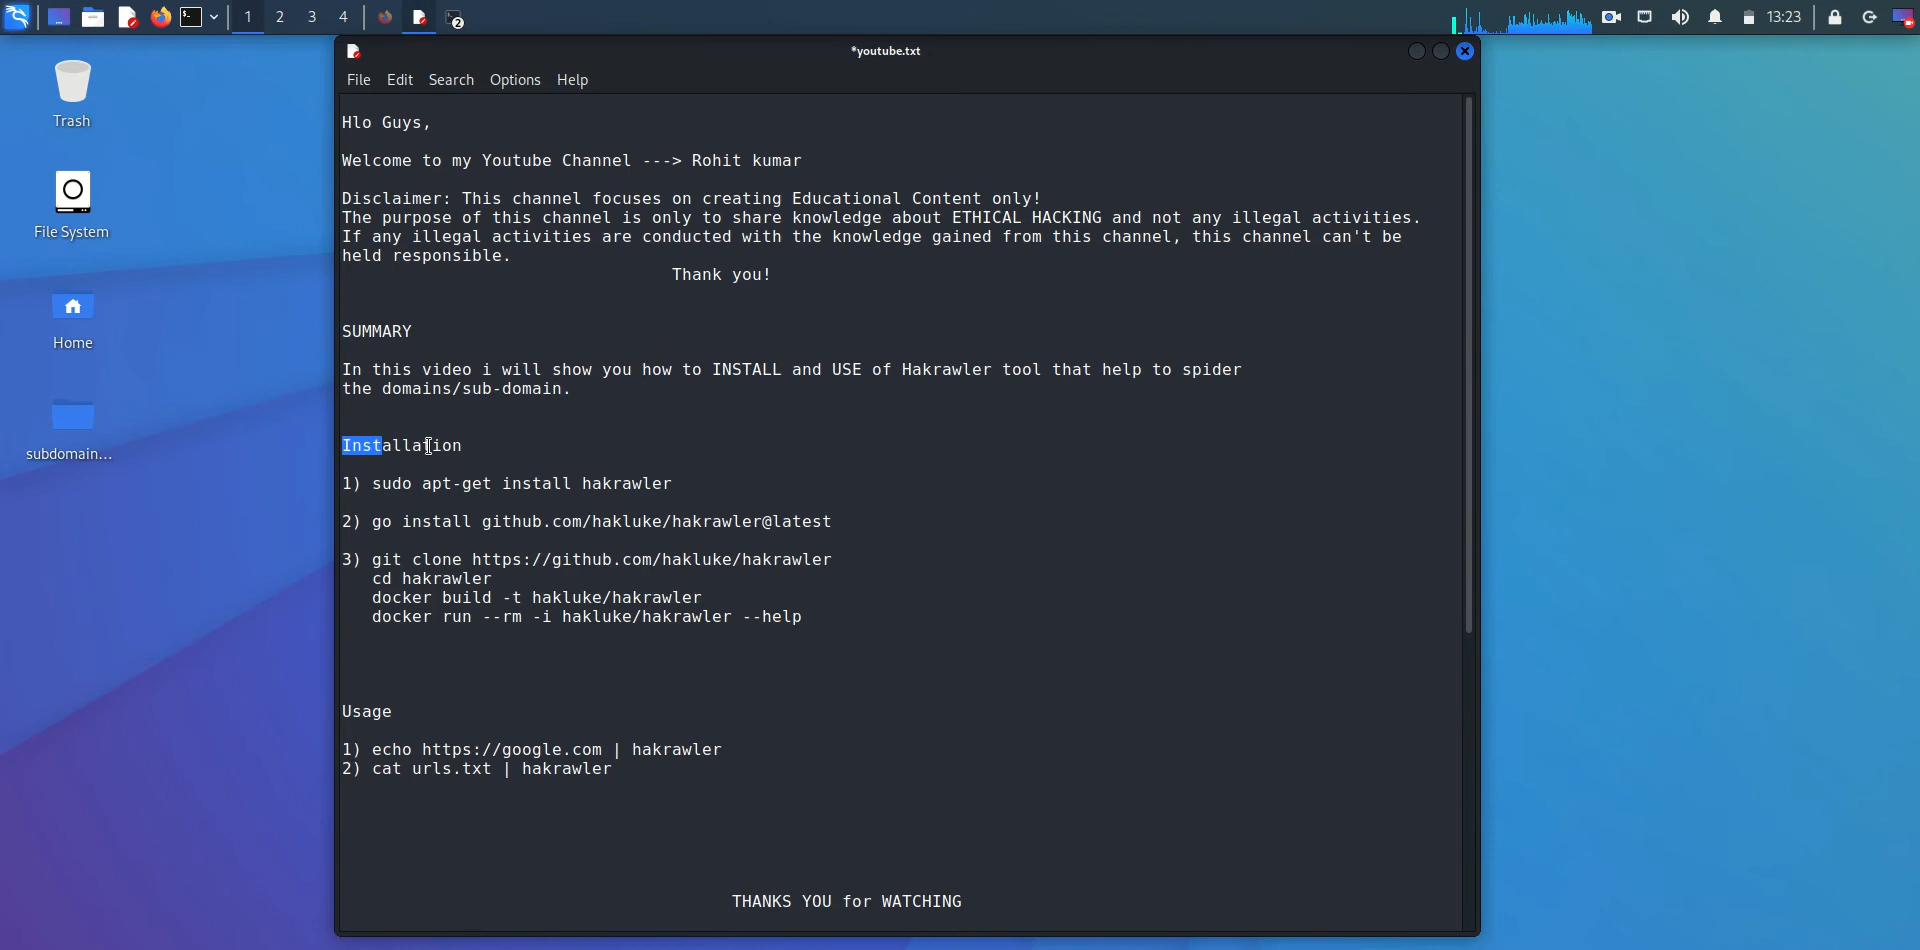 1
2
3
4
2
13:23
Trash
File System
Home
subdomain...
*youtube.txt
File Edit Search Options Help
Hlo Guys,
Welcome to my Youtube Channel ---> Rohit kumar
Disclaimer: This channel focuses on creating Educational Content only!
The purpose of this channel is only to share knowledge about ETHICAL HACKING and not any illegal activities.
If any illegal activities are conducted with the knowledge gained from this channel, this channel can't be
held responsible.
Thank you!
SUMMARY
In this video i will show you how to INSTALL and USE of Hakrawler tool that help to spider
the domains/sub-domain.
Installation
1) sudo apt-get install hakrawler
2) go install github.com/hakluke/hakrawler@latest
3) git clone https://github.com/hakluke/hakrawler
cd hakrawler
docker build -t hakluke/hakrawler
docker run --rm -i hakluke/hakrawler --help
Usage
1) echo https://google.com | hakrawler
2) cat urls.txt | hakrawler
THANKS YOU for WATCHING